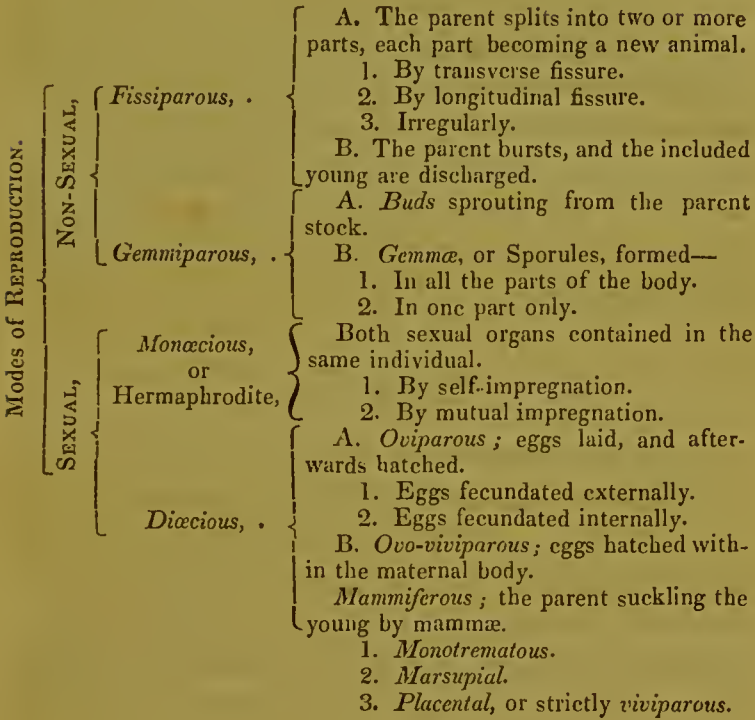 Modes of REPRODUCTION.
NON-SEXUAL,
Fissiparous, .
A. The parent splits into two or more
parts, each part becoming a new animal.
1. By transverse fissure.
2. By longitudinal fissure.
3. Irregularly.
B. The parent bursts, and the included
young are discharged.
Gemmiparous, .
A. Buds sprouting from the parent
stock.
B. Gemmæ, or Sporules, formed—
1. In all the parts of the body.
2. In one part only.
SEXUAL,
Monœcious,
or
Hermaphrodite,
Both sexual organs contained in the
same individual.
1. By self-impregnation.
2. By mutual impregnation.
Diœcious, .
A. Oviparous; eggs laid, and after-
wards hatched.
1. Eggs fecundated externally.
2. Eggs fecundated internally.
B. Ovo-viviparous; eggs hatched with-
in the maternal body.
Mammiferous; the parent suckling the
young by mammæ.
1. Monotrematous.
2. Marsupial.
3. Placental, or strictly viviparous.